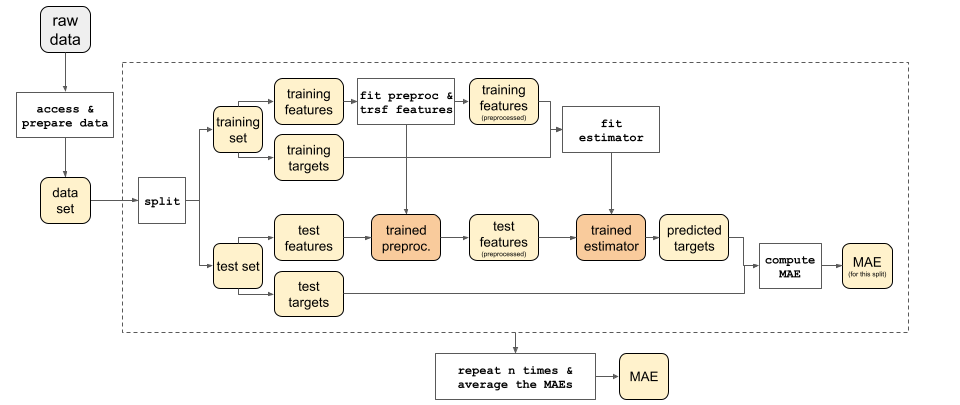 raw
data
access &
prepare data
data
set
split
training
set
training
features
fit preproc &
trsf features
training
features
(preprocessed)
training
targets
fit
estimator
test set
test
features
trained
preproc.
test
features
(preprocessed)
trained
estimator
predicted
targets
test
targets
compute
MAE
MAE
(for this split)
repeat n times &
average the MAEs
MAE